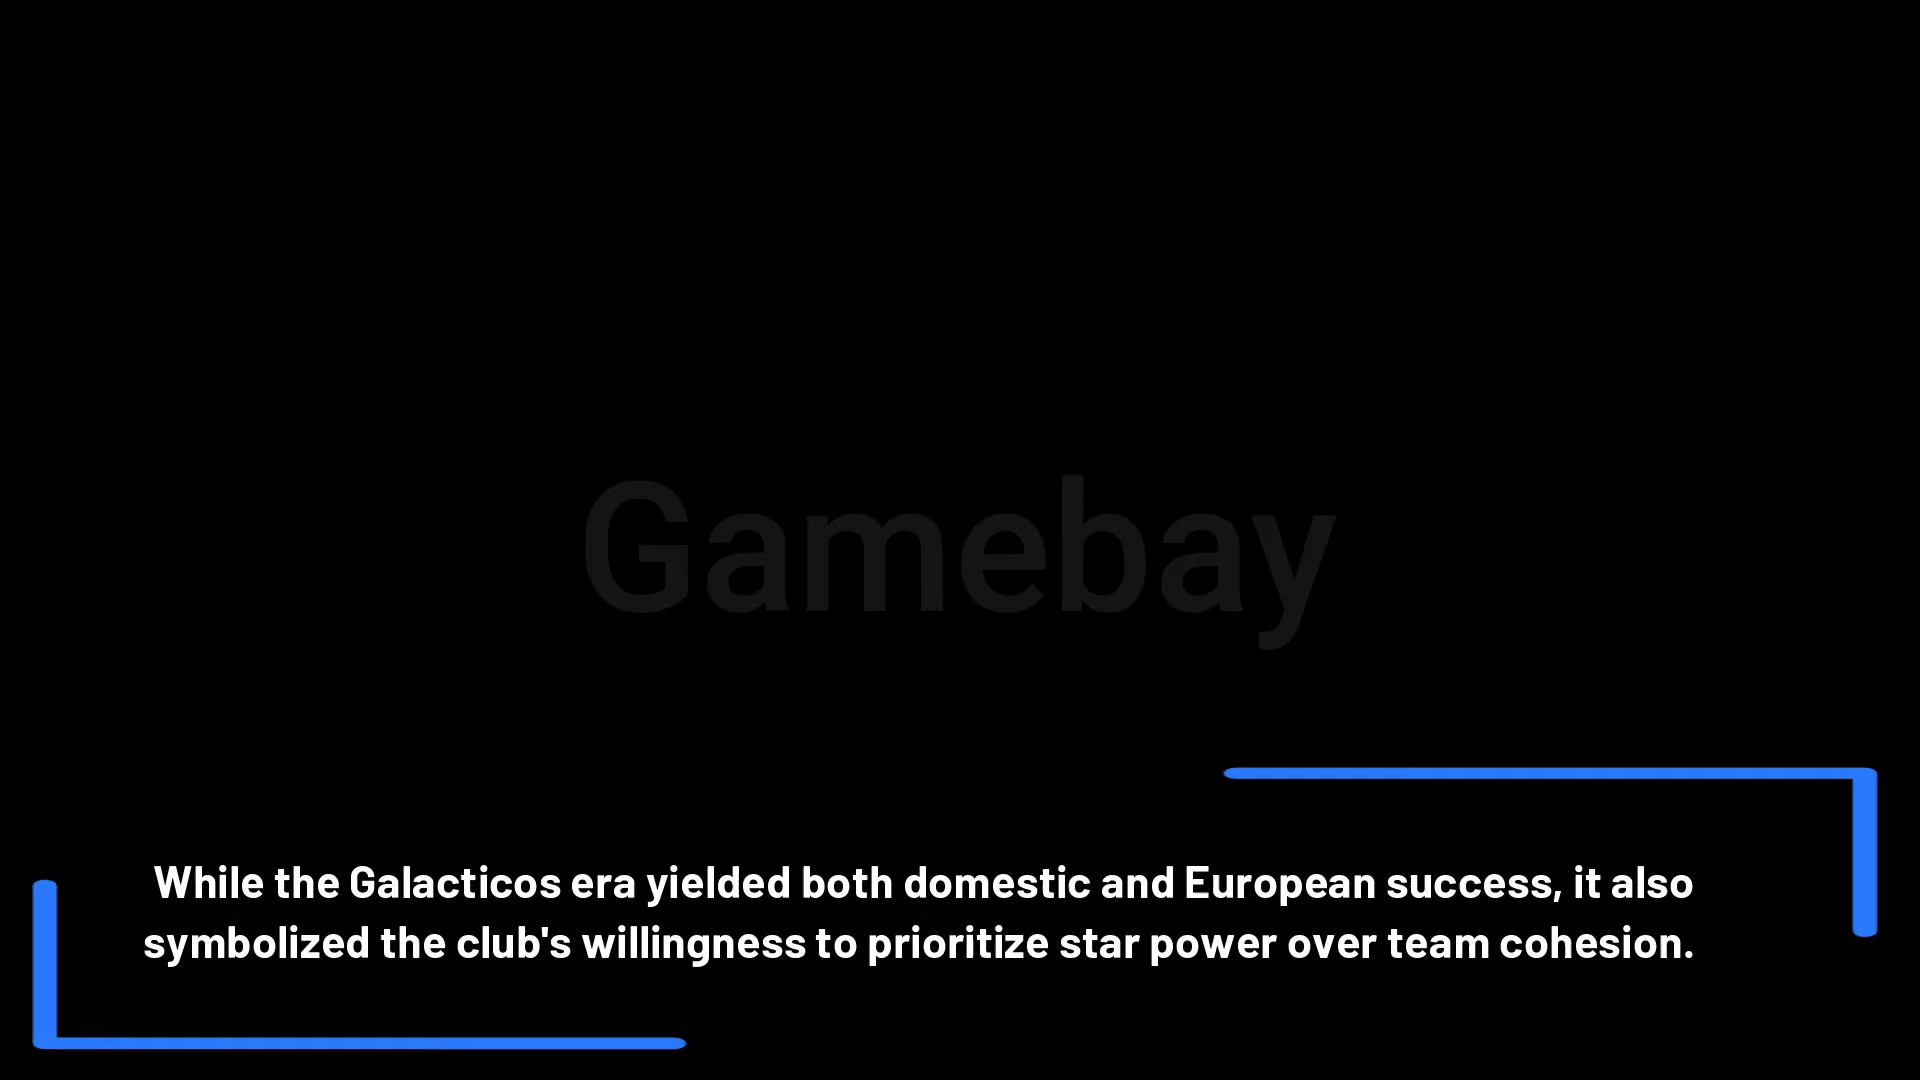 Gamebay
While the Galacticos era yielded both domestic and European success, it also
symbolized the club's willingness to prioritize star power over team cohesion.